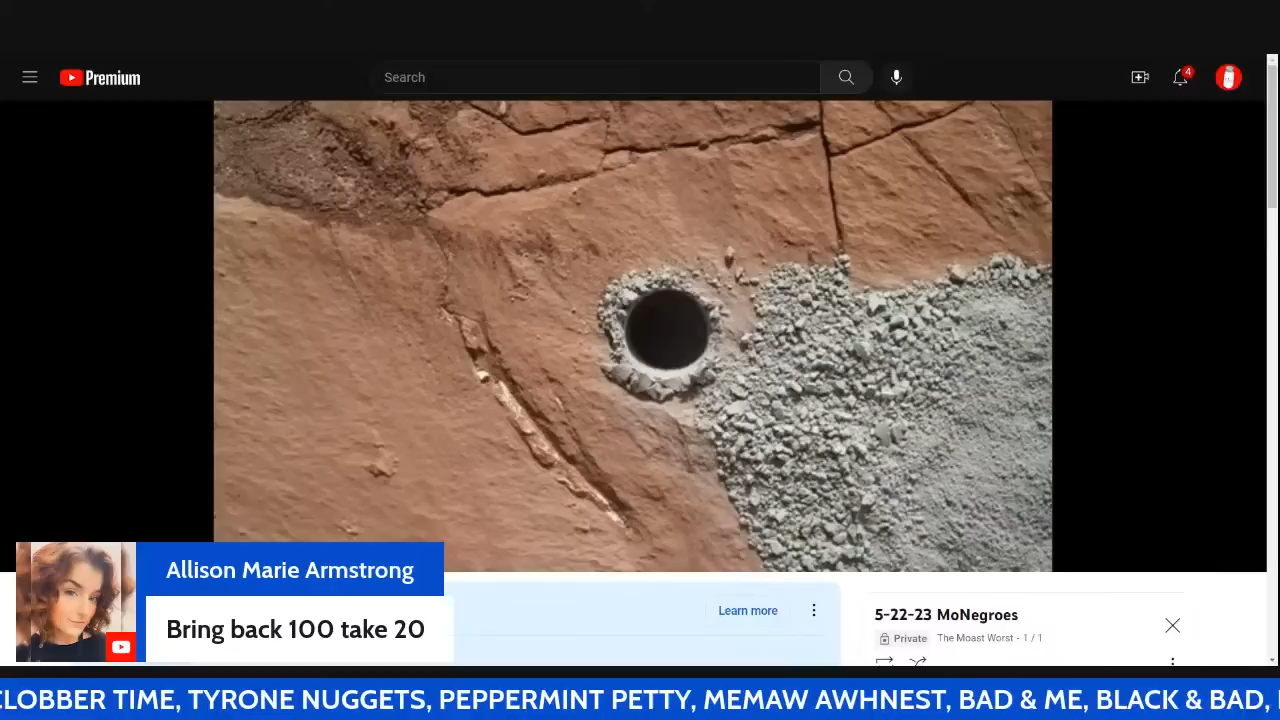 Premium
Search
4
Allison Marie Armstrong
Bring back 100 take 20
Learn more
5-22-23 MoNegroes
Private The Moast Worst - 1 / 1
CLOBBER TIME, TYRONE NUGGETS, PEPPERMINT PETTY, MEMAW AWHNEST, BAD & ME, BLACK & BAD,